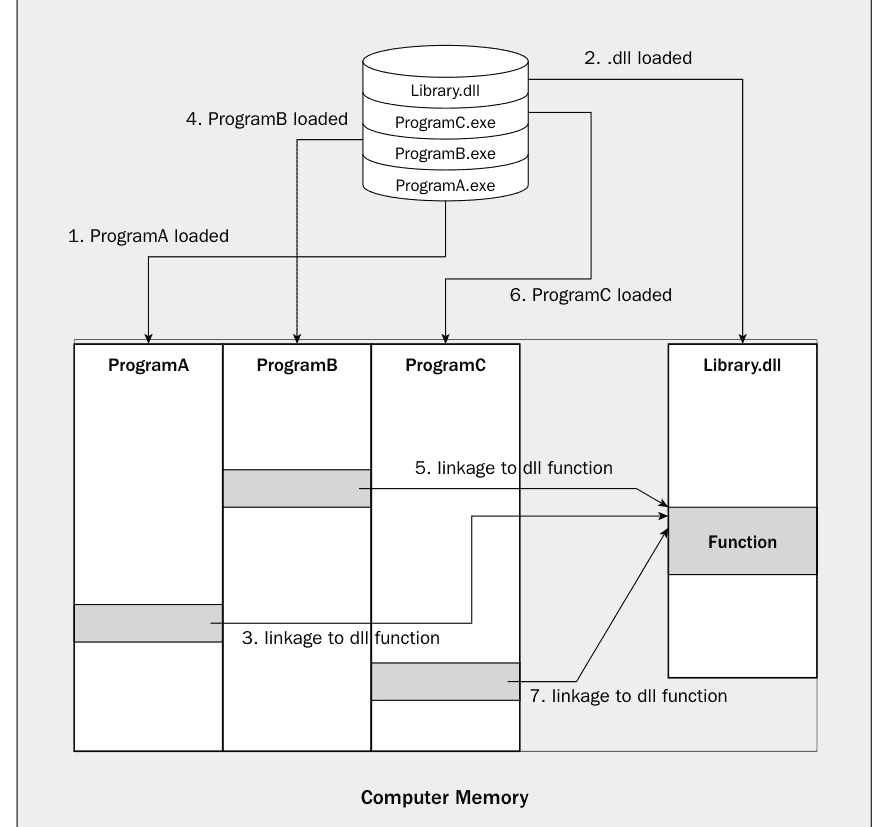 2. .dll loaded
Library.dll
4. ProgramB loaded
ProgramC.exe
ProgramB.exe
ProgramA.exe
1. ProgramA loaded
6. ProgramC loaded
ProgramA
ProgramB
ProgramC
Library.dll
5. linkage to dll function
Function
3. linkage to dll function
7. linkage to dll function
Computer Memory